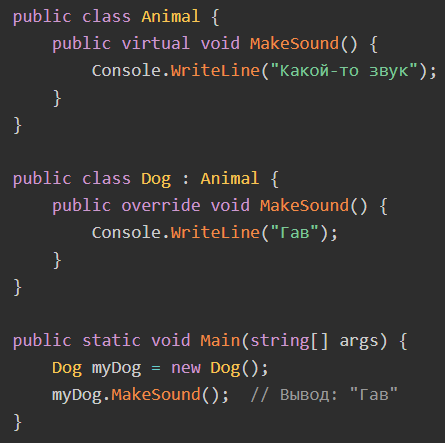 public class Animal {
    public virtual void MakeSound() {
        Console.WriteLine("Какой-то звук");
    }
}

public class Dog : Animal {
    public override void MakeSound() {
        Console.WriteLine("Гав");
    }
}

public static void Main(string[] args) {
    Dog myDog = new Dog();
    myDog.MakeSound();  // Вывод: "Гав"
}